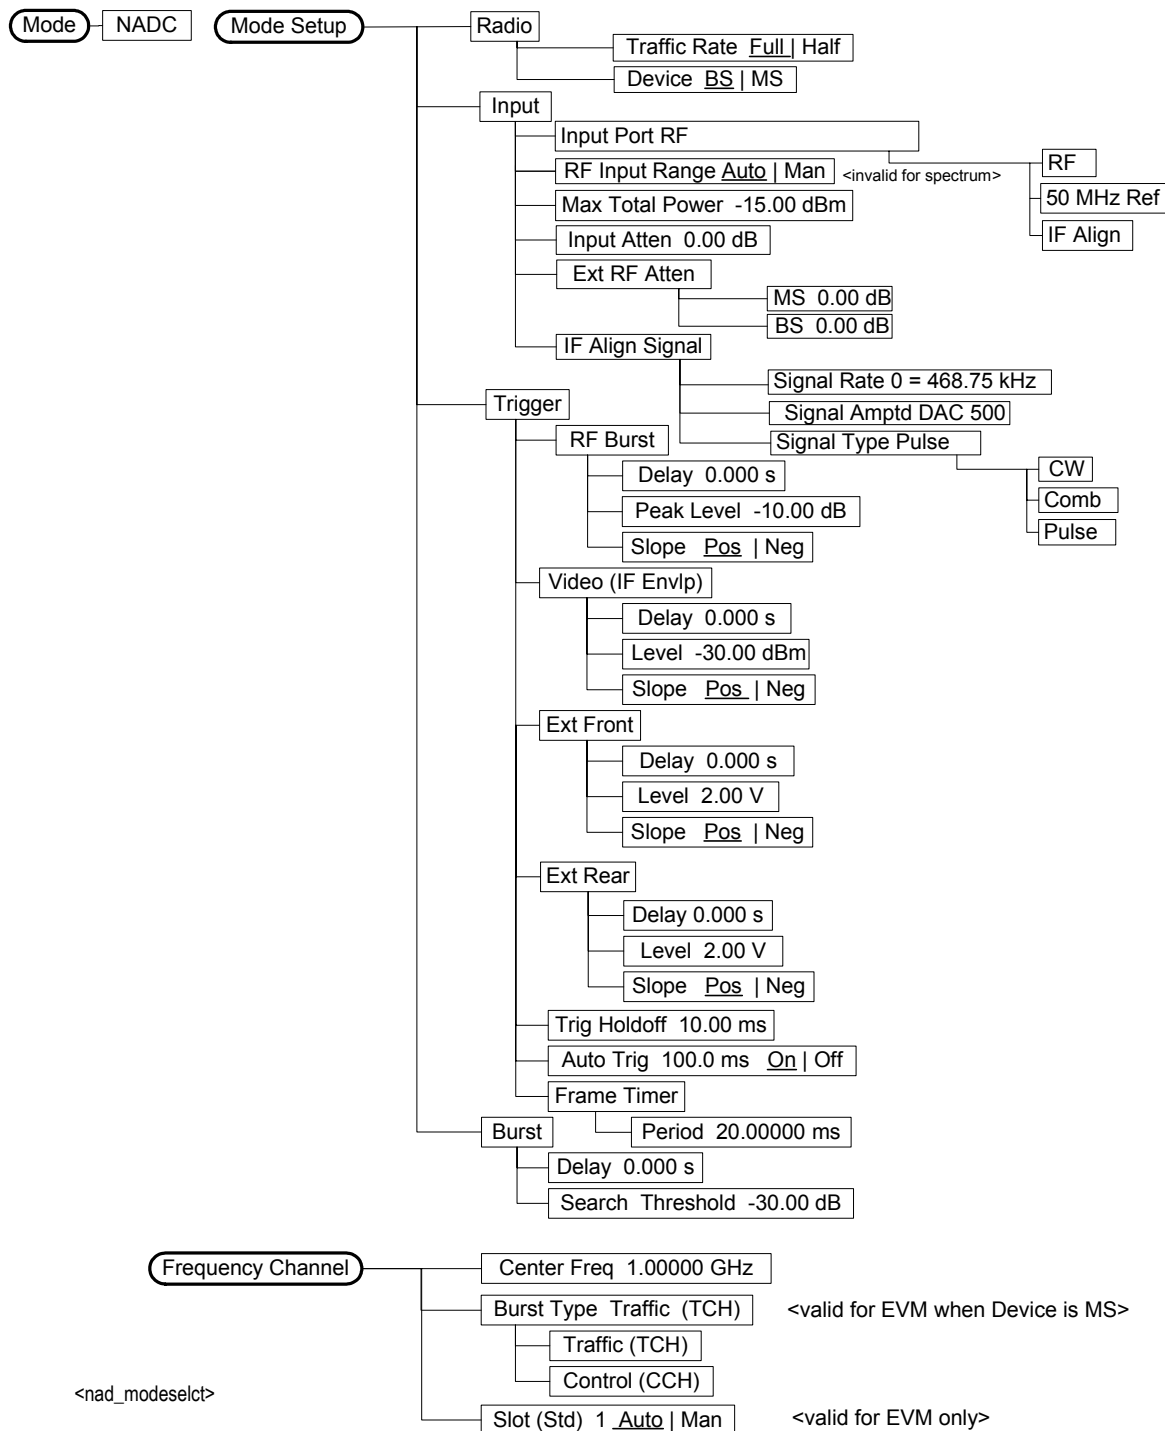 Mode
NADC
Mode Setup
Radio
Traffic Rate Full | Half
Device BS | MS
Input
Input Port RF
RF
50 MHz Ref
IF Align
RF Input Range Auto | Man
<invalid for spectrum>
Max Total Power -15.00 dBm
Input Atten 0.00 dB
Ext RF Atten
MS 0.00 dB
BS 0.00 dB
IF Align Signal
Signal Rate 0 = 468.75 kHz
Signal Amptd DAC 500
Signal Type Pulse
CW
Comb
Pulse
Trigger
RF Burst
Delay 0.000 s
Peak Level -10.00 dB
Slope Pos | Neg
Video (IF Envlp)
Delay 0.000 s
Level -30.00 dBm
Slope Pos | Neg
Ext Front
Delay 0.000 s
Level 2.00 V
Slope Pos | Neg
Ext Rear
Delay 0.000 s
Level 2.00 V
Slope Pos | Neg
Trig Holdoff 10.00 ms
Auto Trig 100.0 ms On | Off
Frame Timer
Period 20.00000 ms
Burst
Delay 0.000 s
Search Threshold -30.00 dB
Frequency Channel
Center Freq 1.00000 GHz
Burst Type Traffic (TCH)
<valid for EVM when Device is MS>
Traffic (TCH)
Control (CCH)
<nad_modeselct>
Slot (Std) 1 Auto | Man
<valid for EVM only>